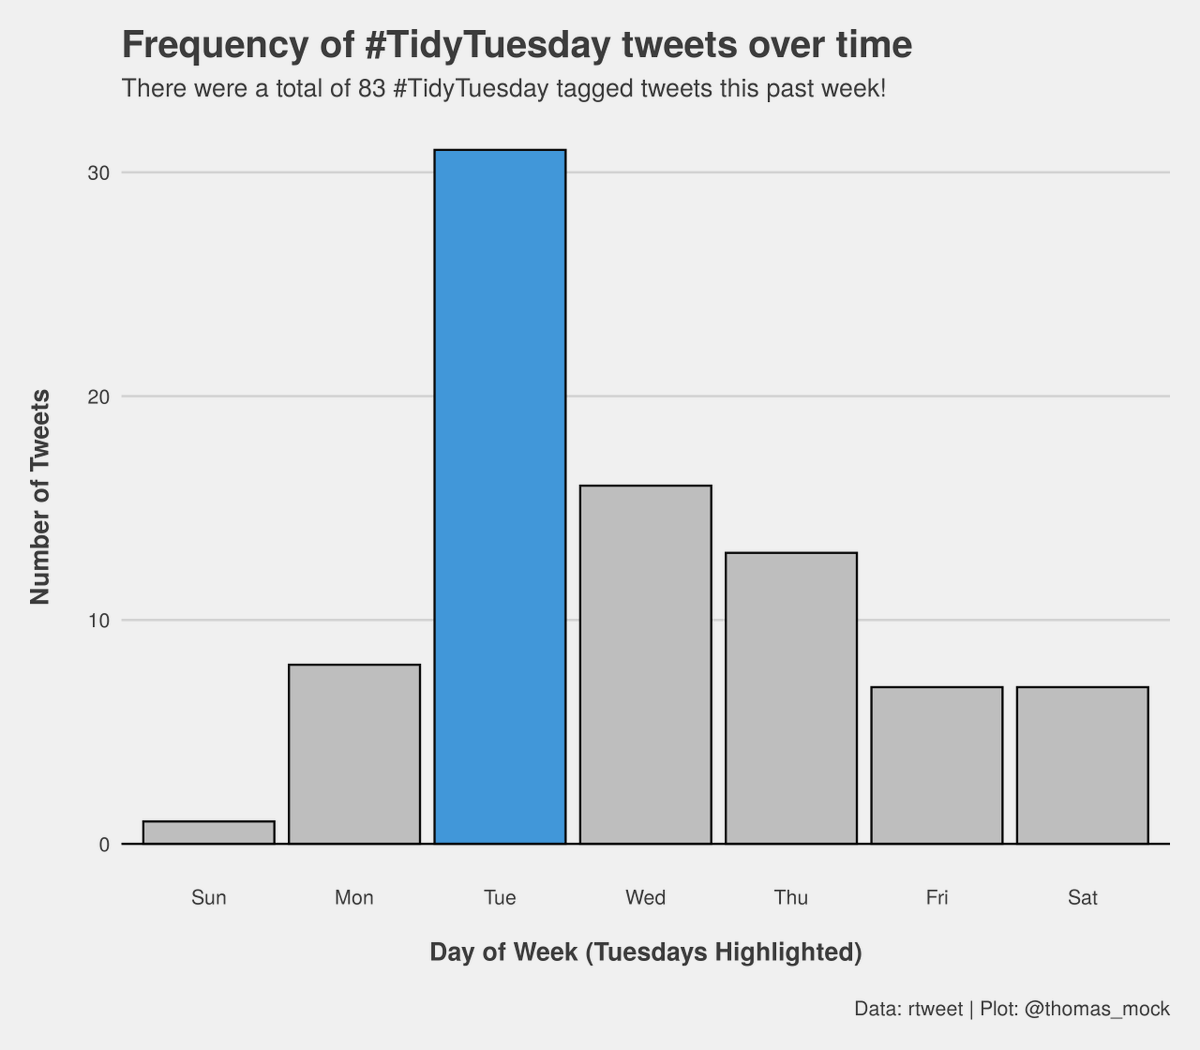 Frequency of #TidyTuesday tweets over time
There were a total of 83 #TidyTuesday tagged tweets this past week!
Number of Tweets
30
20
10
0
Sun
Mon
Tue
Wed
Thu
Fri
Sat
Day of Week (Tuesdays Highlighted)
Data: rtweet | Plot: @thomas_mock